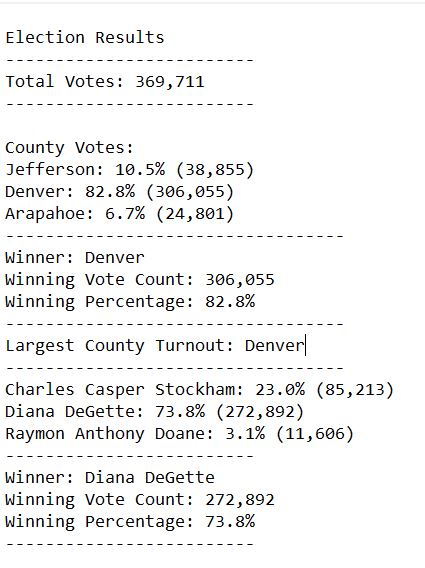 Election Results
-------------------------
Total Votes: 369,711
-------------------------
County Votes:
Jefferson: 10.5% (38,855)
Denver: 82.8% (306,055)
Arapahoe: 6.7% (24,801)
----------------------------------
Winner: Denver
Winning Vote Count: 306,055
Winning Percentage: 82.8%
----------------------------------
Largest County Turnout: Denver
----------------------------------
Charles Casper Stockham: 23.0% (85,213)
Diana DeGette: 73.8% (272,892)
Raymon Anthony Doane: 3.1% (11,606)
-------------------------
Winner: Diana DeGette
Winning Vote Count: 272,892
Winning Percentage: 73.8%
-------------------------